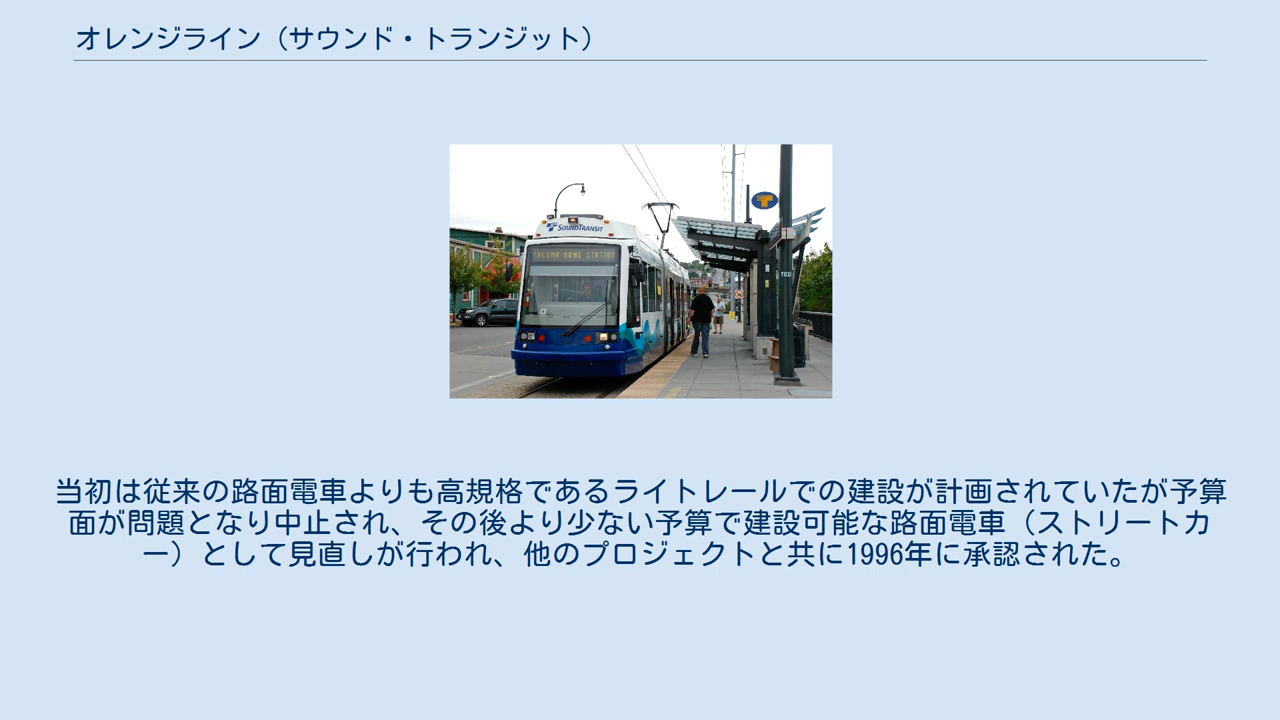 オレンジライン（サウンド・トランジット）
SOUNDTRANSIT
TACOMA DOME STATION
T
当初は従来の路面電車よりも高規格であるライトレールでの建設が計画されていたが予算
面が問題となり中止され、その後より少ない予算で建設可能な路面電車（ストリートカ
ー）として見直しが行われ、他のプロジェクトと共に1996年に承認された。